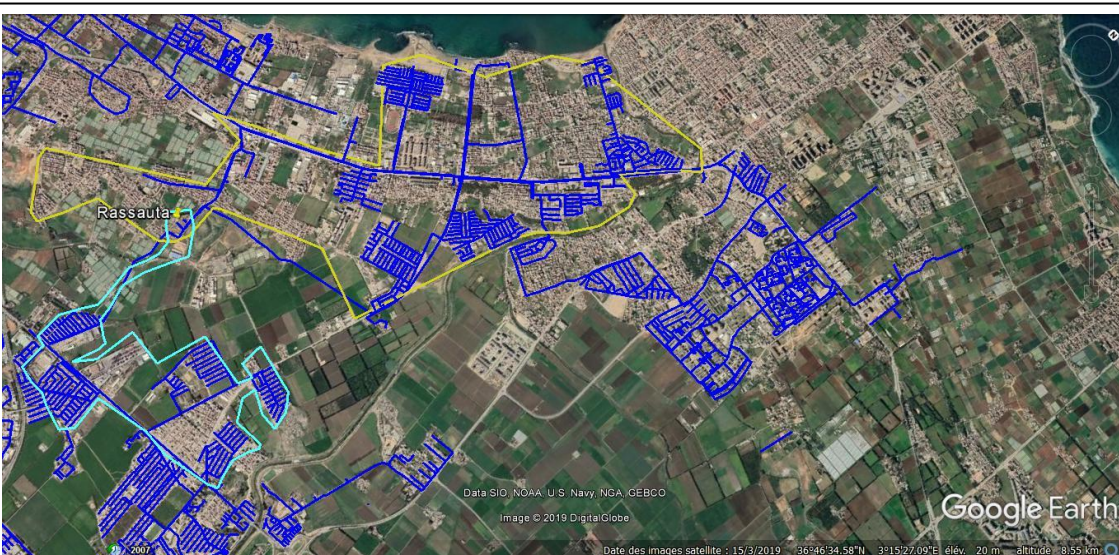 Rassauta
Data SIO, NOAA, U.S. Navy, NGA, GEBCO
Image © 2019 DigitalGlobe
Google Earth
2007
Date des images satellite : 15/3/2019 36°46'34.58"N 3°15'27.09"E élév. 20 m altitude 8,55 km